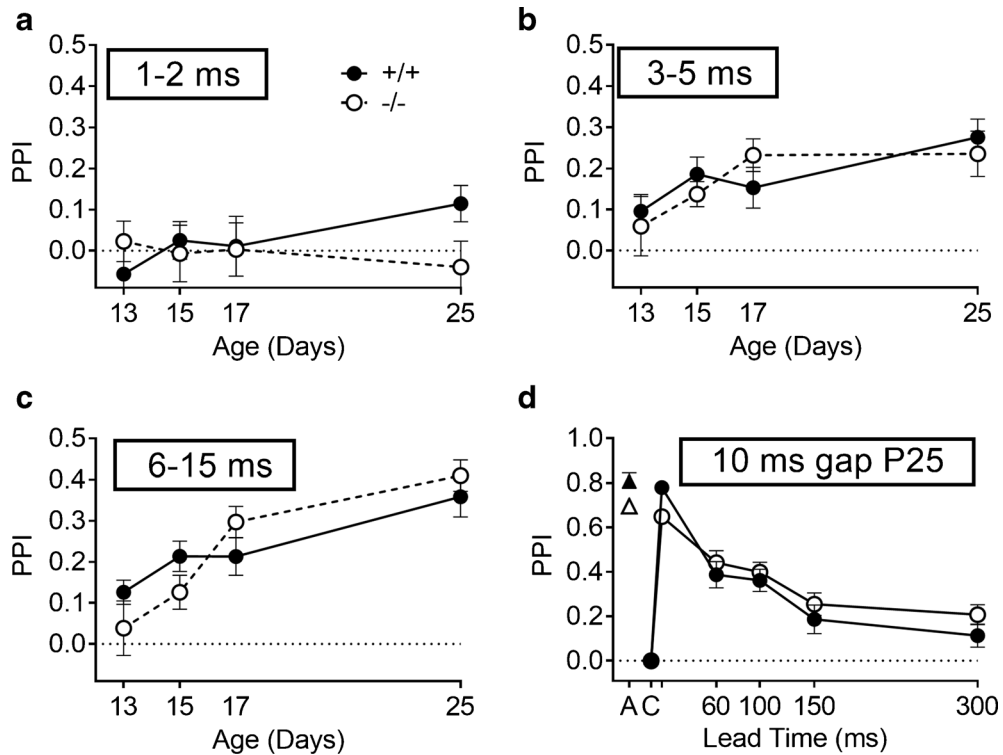 a
0.5
0.4
0.3
0.2
0.1
0.0
PPI
1-2 ms
+/+
-/-
13 15 17 25
Age (Days)
b
0.5
0.4
0.3
0.2
0.1
0.0
PPI
3-5 ms
13 15 17 25
Age (Days)
c
0.5
0.4
0.3
0.2
0.1
0.0
PPI
6-15 ms
13 15 17 25
Age (Days)
d
1.0
0.8
0.6
0.4
0.2
0.0
PPI
10 ms gap P25
A C 60 100 150 300
Lead Time (ms)